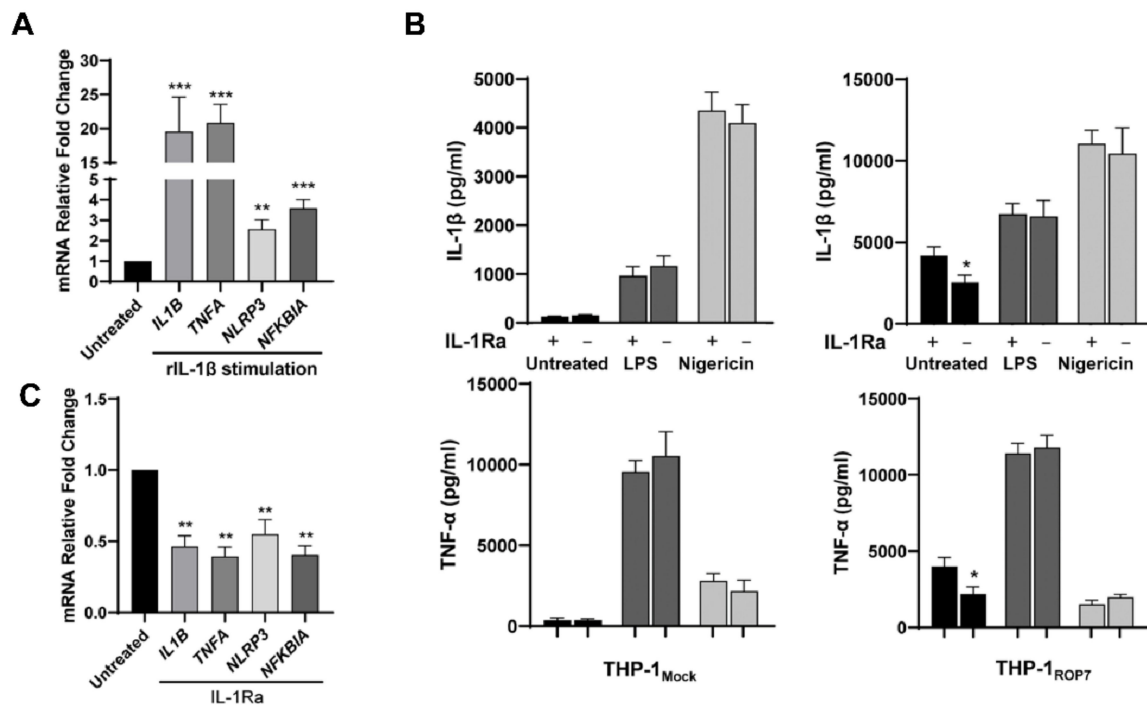 A
mRNA Relative Fold Change
30
25
20
15
5
4
3
2
1
0
***
***
**
***
Untreated
IL1B
TNFA
NLRP3
NFKBIA
rIL-1β stimulation
B
IL-1β (pg/ml)
5000
4000
3000
2000
1000
0
IL-1Ra
+ − + − + −
Untreated LPS Nigericin
IL-1β (pg/ml)
15000
10000
5000
0
*
IL-1Ra
+ − + − + −
Untreated LPS Nigericin
TNF-α (pg/ml)
15000
10000
5000
0
THP-1Mock
TNF-α (pg/ml)
15000
10000
5000
0
*
THP-1ROP7
C
mRNA Relative Fold Change
1.5
1.0
0.5
0.0
**
**
**
**
Untreated
IL1B
TNFA
NLRP3
NFKBIA
IL-1Ra